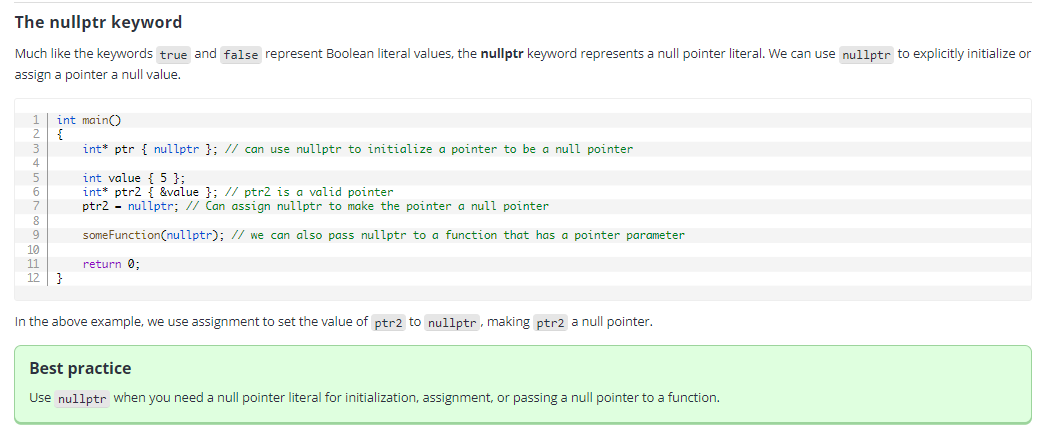 The nullptr keyword
Much like the keywords true and false represent Boolean literal values, the nullptr keyword represents a null pointer literal. We can use nullptr to explicitly initialize or
assign a pointer a null value.
1 int main()
2 {
3     int* ptr { nullptr }; // can use nullptr to initialize a pointer to be a null pointer
4
5     int value { 5 };
6     int* ptr2 { &value }; // ptr2 is a valid pointer
7     ptr2 = nullptr; // Can assign nullptr to make the pointer a null pointer
8
9     someFunction(nullptr); // we can also pass nullptr to a function that has a pointer parameter
10
11     return 0;
12 }
In the above example, we use assignment to set the value of ptr2 to nullptr, making ptr2 a null pointer.
Best practice
Use nullptr when you need a null pointer literal for initialization, assignment, or passing a null pointer to a function.